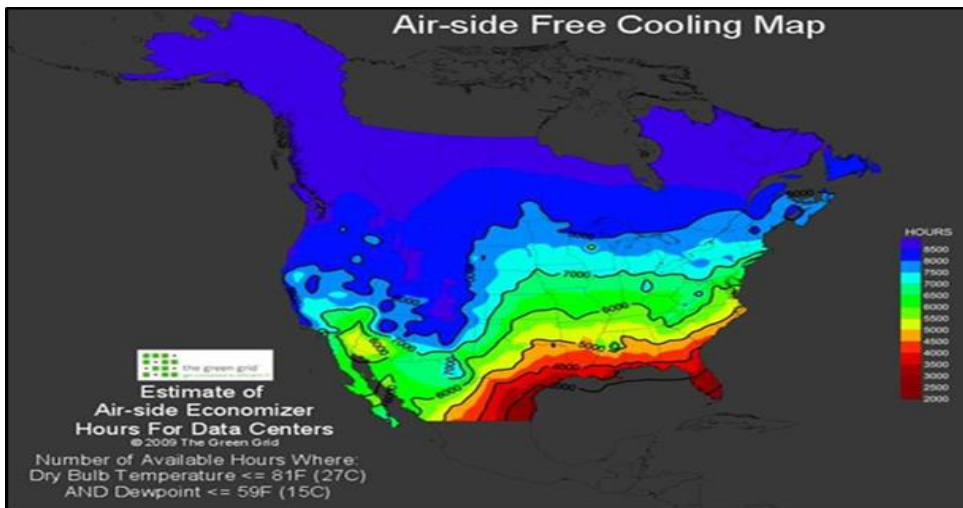 Air-side Free Cooling Map
HOURS
8500
8000
7500
7000
6500
6000
5500
5000
4500
4000
3500
3000
2500
2000
7000
6000
5000
4000
7000
7000
6000
the green grid
Estimate of
Air-side Economizer
Hours For Data Centers
© 2009 The Green Grid
Number of Available Hours Where:
Dry Bulb Temperature <= 81F (27C)
AND Dewpoint <= 59F (15C)